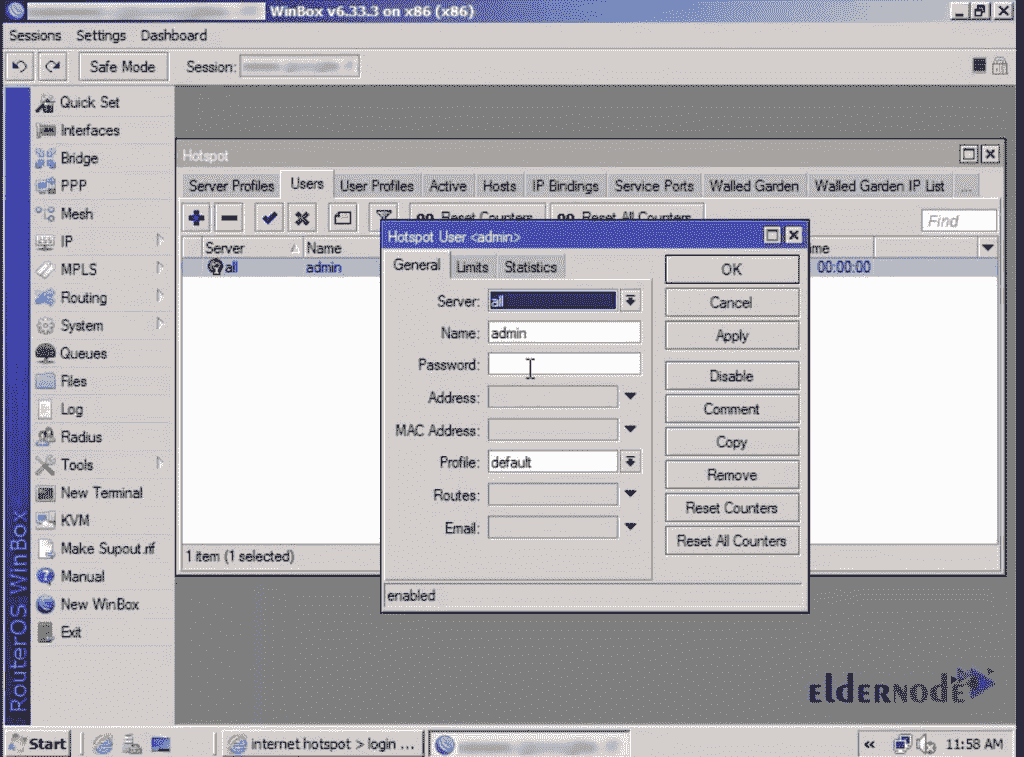 WinBox v6.33.3 on x86 (x86)
Sessions Settings Dashboard
Safe Mode Session:
Quick Set
Interfaces
Bridge
PPP
Mesh
IP
MPLS
Routing
System
Queues
Files
Log
Radius
Tools
New Terminal
KVM
Make Supout.rif
Manual
New WinBox
Exit
RouterOS WinBox
Hotspot
Server Profiles Users User Profiles Active Hosts IP Bindings Service Ports Walled Garden Walled Garden IP List ...
00 Reset Counters 00 Reset All Counters Find
Server Name
all admin 00:00:00
1 item (1 selected)
Hotspot User <admin>
General Limits Statistics
Server: all
Name: admin
Password:
Address:
MAC Address:
Profile: default
Routes:
Email:
OK
Cancel
Apply
Disable
Comment
Copy
Remove
Reset Counters
Reset All Counters
enabled
ELDERNODE
Start internet hotspot > login ... « 11:58 AM